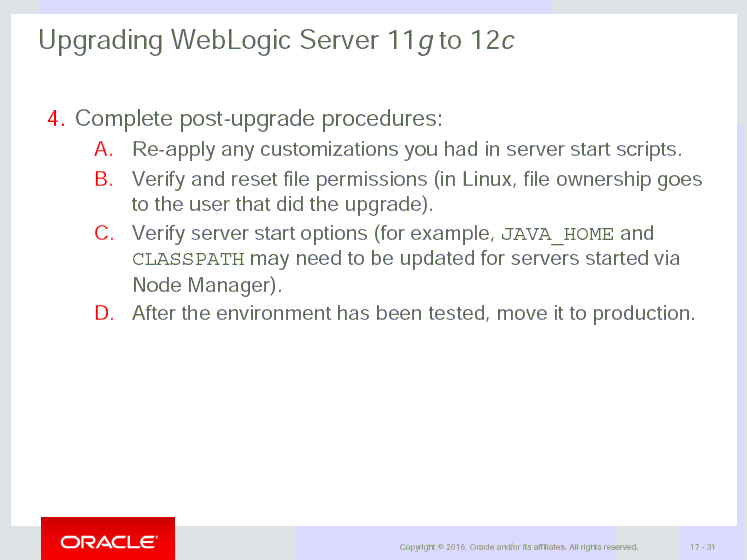 Upgrading WebLogic Server 11g to 12c
4. Complete post-upgrade procedures:
A. Re-apply any customizations you had in server start scripts.
B. Verify and reset file permissions (in Linux, file ownership goes
to the user that did the upgrade).
C. Verify server start options (for example, JAVA_HOME and
CLASSPATH may need to be updated for servers started via
Node Manager).
D. After the environment has been tested, move it to production.
ORACLE
Copyright © 2016, Oracle and/or its affiliates. All rights reserved.
17 - 31